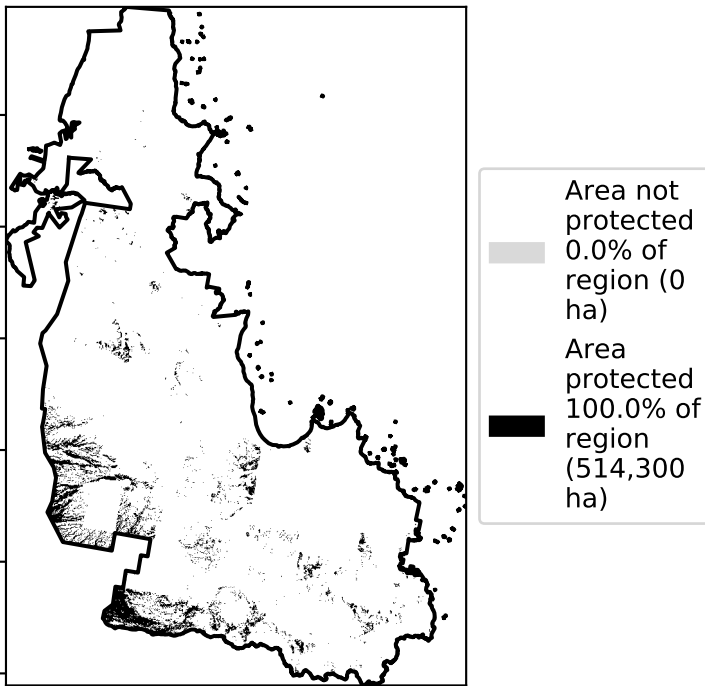 Area not
protected
0.0% of
region (0
ha)
Area
protected
100.0% of
region
(514,300
ha)